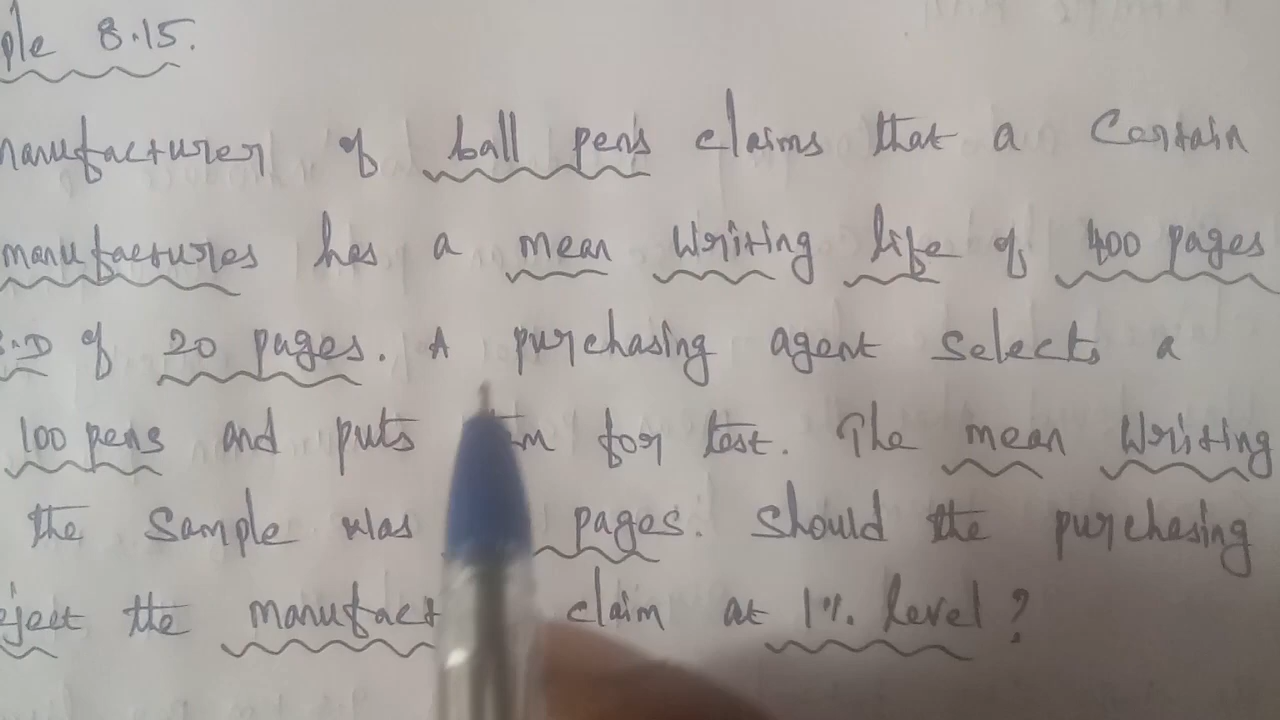 ple 8.15.
manufacturer of ball pens claims that a Certain
manufactures has a mean writing life of 400 pages
S.D of 20 pages. A purchasing agent selects a
100 pens and puts for test. The mean writing
the sample was pages. Should the purchasing
eject the manufact claim at 1% level?